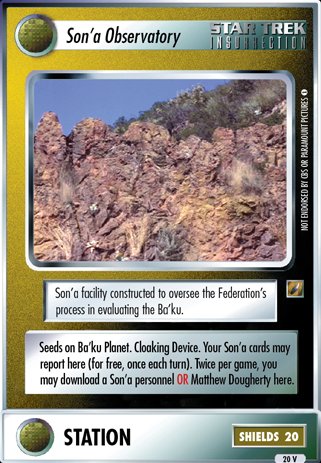 Son'a Observatory
STAR TREK
INSURRECTION
NOT ENDORSED BY CBS OR PARAMOUNT PICTURES
Son'a facility constructed to oversee the Federation's
process in evaluating the Ba'ku.
Seeds on Ba'ku Planet. Cloaking Device. Your Son'a cards may
report here (for free, once each turn). Twice per game, you
may download a Son'a personnel OR Matthew Dougherty here.
STATION
SHIELDS 20
20 V